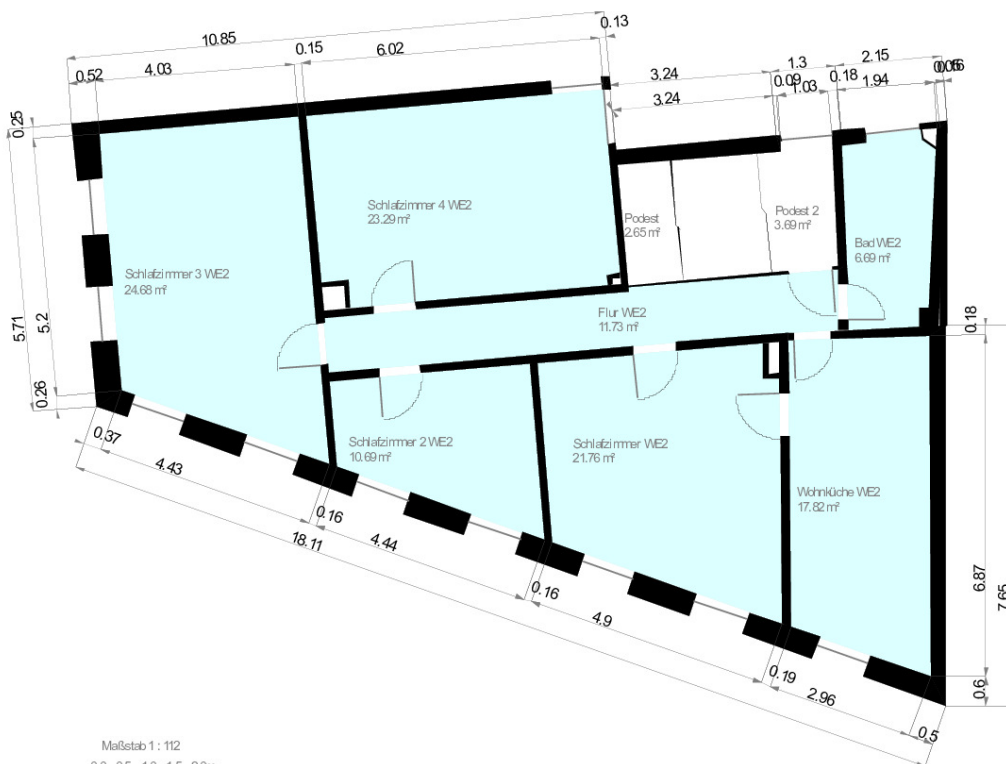 10.85
0.13
0.52
4.03
0.15
6.02
3.24
1.3
2.15
3.24
0.09
1.03
0.18
1.94
0.25
5.71
5.2
0.26
Schlafzimmer 4 WE2
23.29 m²
Podest
2.65 m²
Podest 2
3.69 m²
Bad WE2
6.69 m²
Schlafzimmer 3 WE2
24.68 m²
Flur WE2
11.73 m²
0.18
Schlafzimmer 2 WE2
10.69 m²
Schlafzimmer WE2
21.76 m²
Wohnküche WE2
17.82 m²
0.37
4.43
0.16
18.11
4.44
0.16
4.9
0.19
2.96
0.5
6.87
7.65
0.6
Maßstab 1 : 112